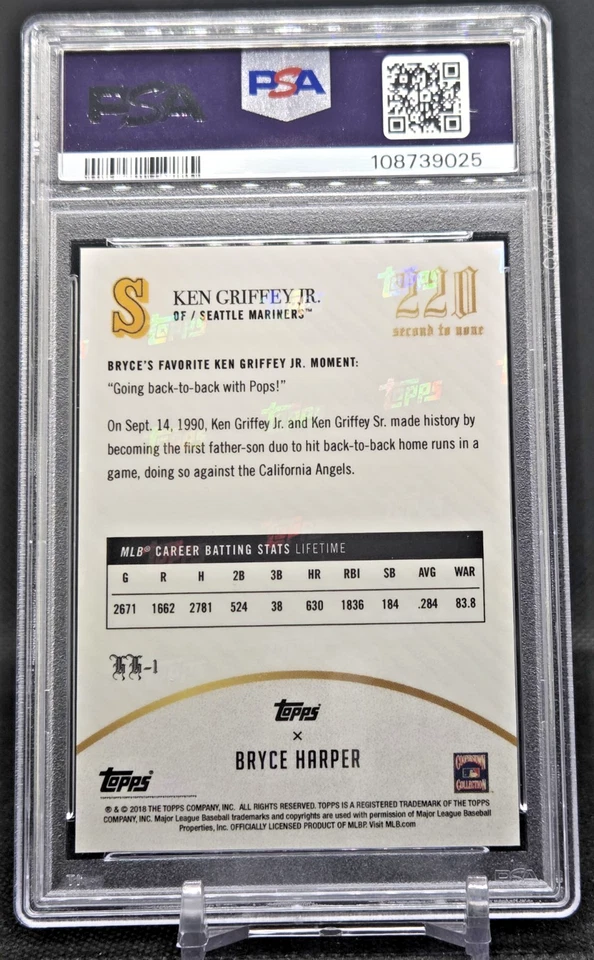 PSA PSA
108739025
S KEN GRIFFEY JR.
OF / SEATTLE MARINERS™
220
second to none
BRYCE'S FAVORITE KEN GRIFFEY JR. MOMENT:
"Going back-to-back with Pops!"
On Sept. 14, 1990, Ken Griffey Jr. and Ken Griffey Sr. made history by
becoming the first father-son duo to hit back-to-back home runs in a
game, doing so against the California Angels.
MLB® CAREER BATTING STATS LIFETIME
G R H 2B 3B HR RBI SB AVG WAR
2671 1662 2781 524 38 630 1836 184 .284 83.8
topps
×
BRYCE HARPER
topps®
COOPERSTOWN
COLLECTION
® & © 2018 THE TOPPS COMPANY, INC. ALL RIGHTS RESERVED. TOPPS IS A REGISTERED TRADEMARK OF THE TOPPS
COMPANY, INC. Major League Baseball trademarks and copyrights are used with permission of Major League Baseball
Properties, Inc. OFFICIALLY LICENSED PRODUCT OF MLBP. Visit MLB.com
PSA